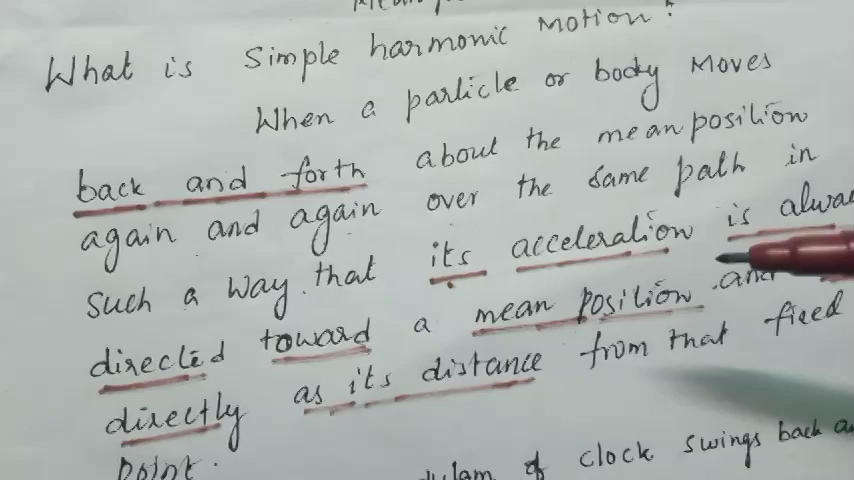 What is simple harmonic motion?
When a particle or body moves
back and forth about the mean position
again and again over the same path in
such a way that its acceleration is
directed toward a mean position and
directly as its distance from that fixed
point.
of clock swings back